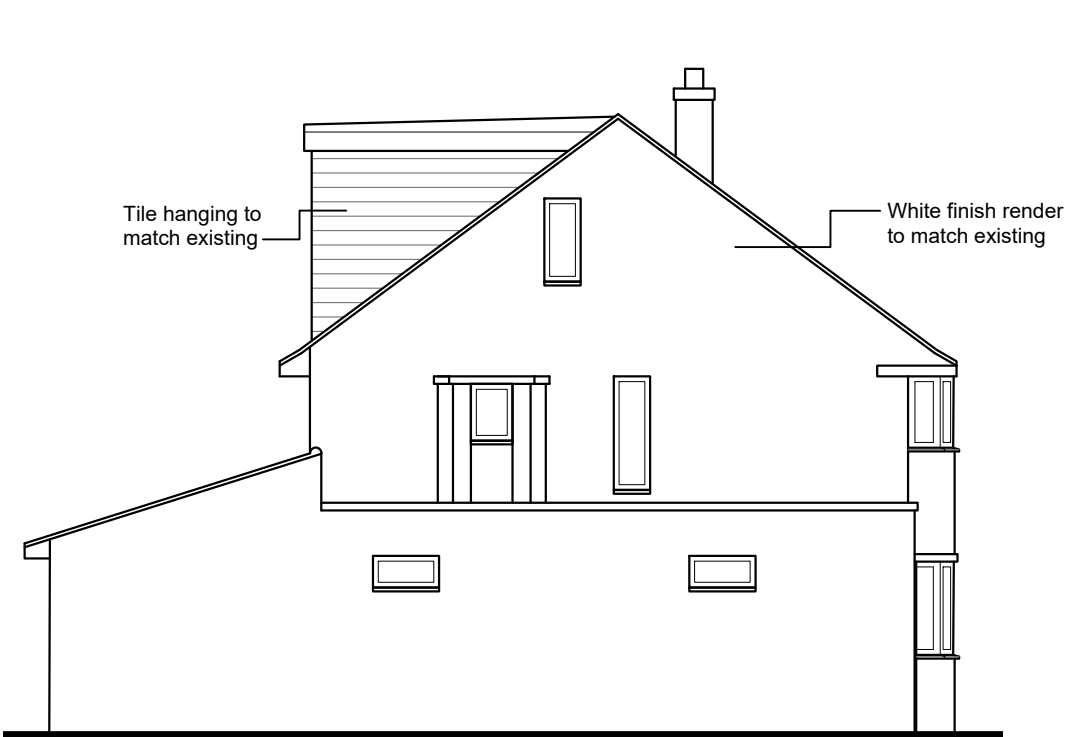 Tile hanging to
match existing
White finish render
to match existing